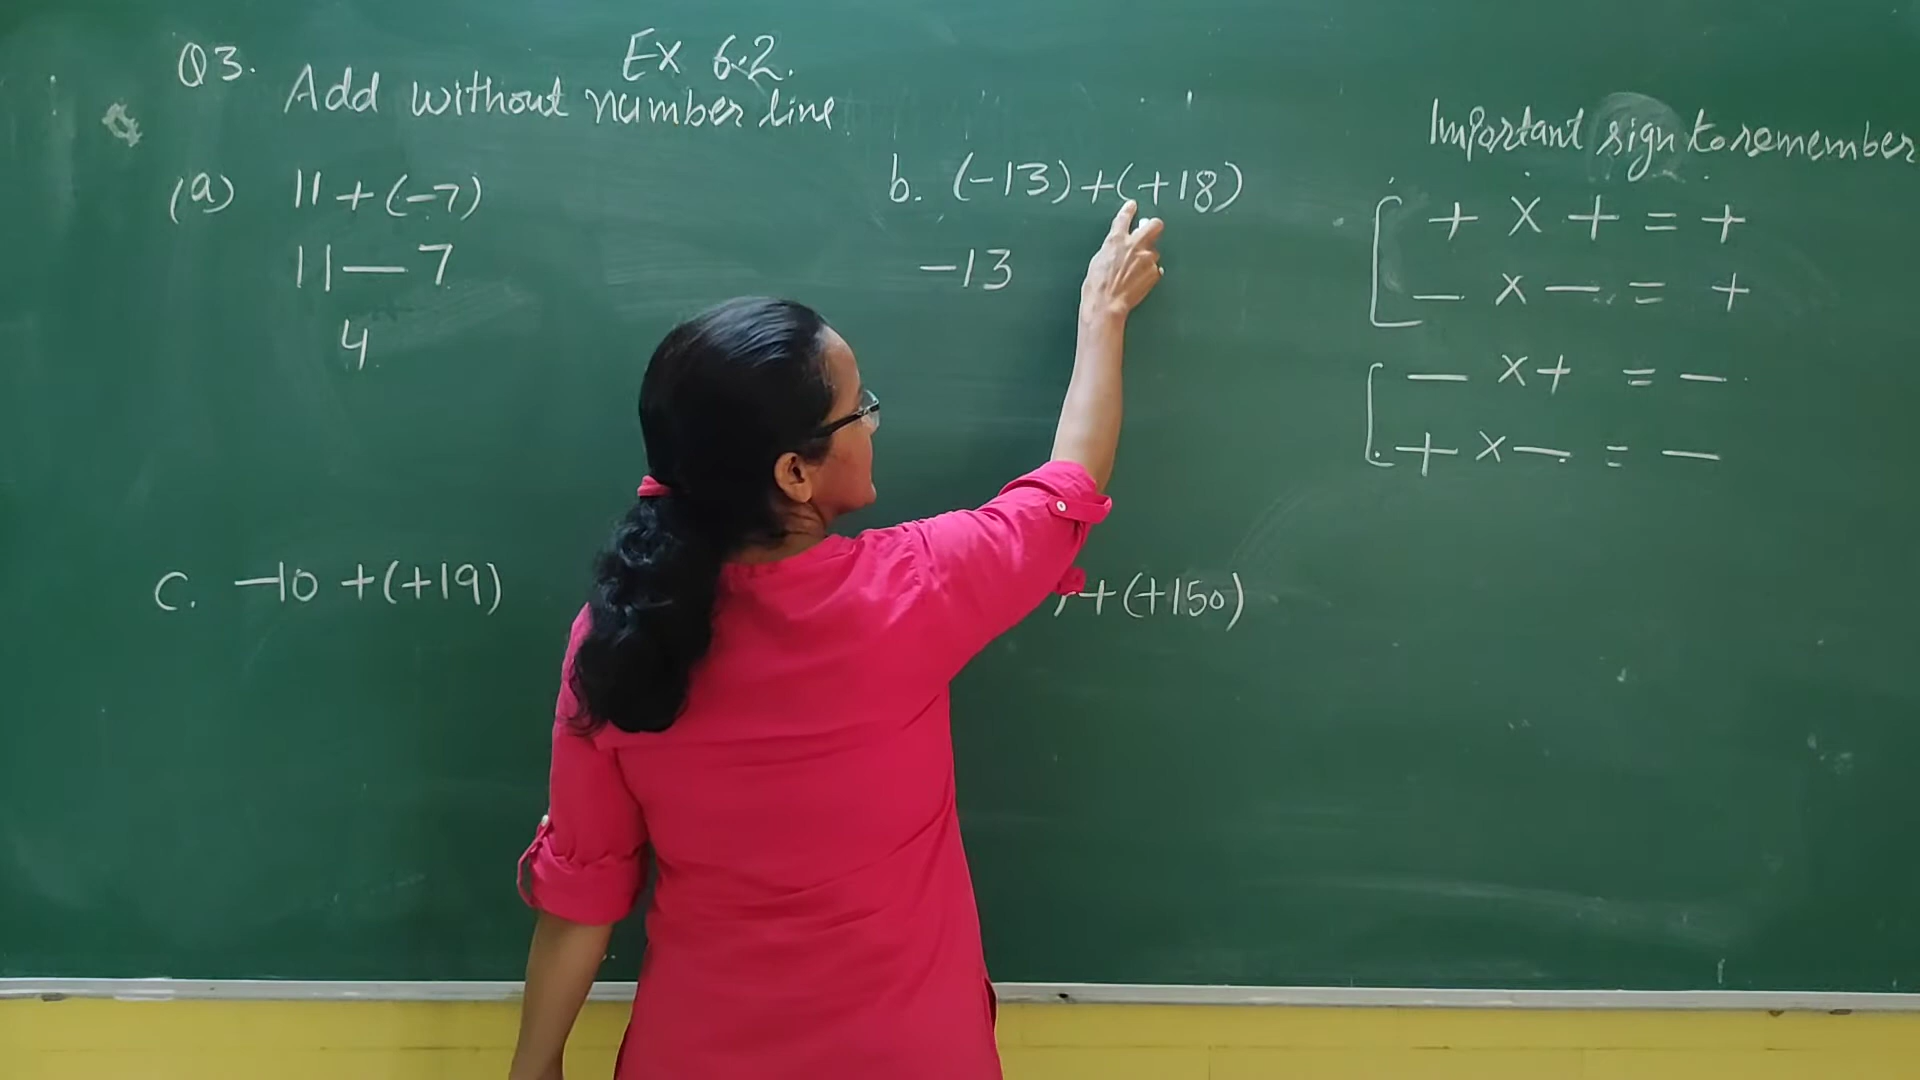 Ex 6.2.
Q3. Add without number line
(a) 11 + (-7)
11 - 7
4
b. (-13) + (+18)
-13
c. -10 + (+19)
) + (+150)
Important sign to remember
+ x + = +
- x - = +
- x + = -
+ x - = -